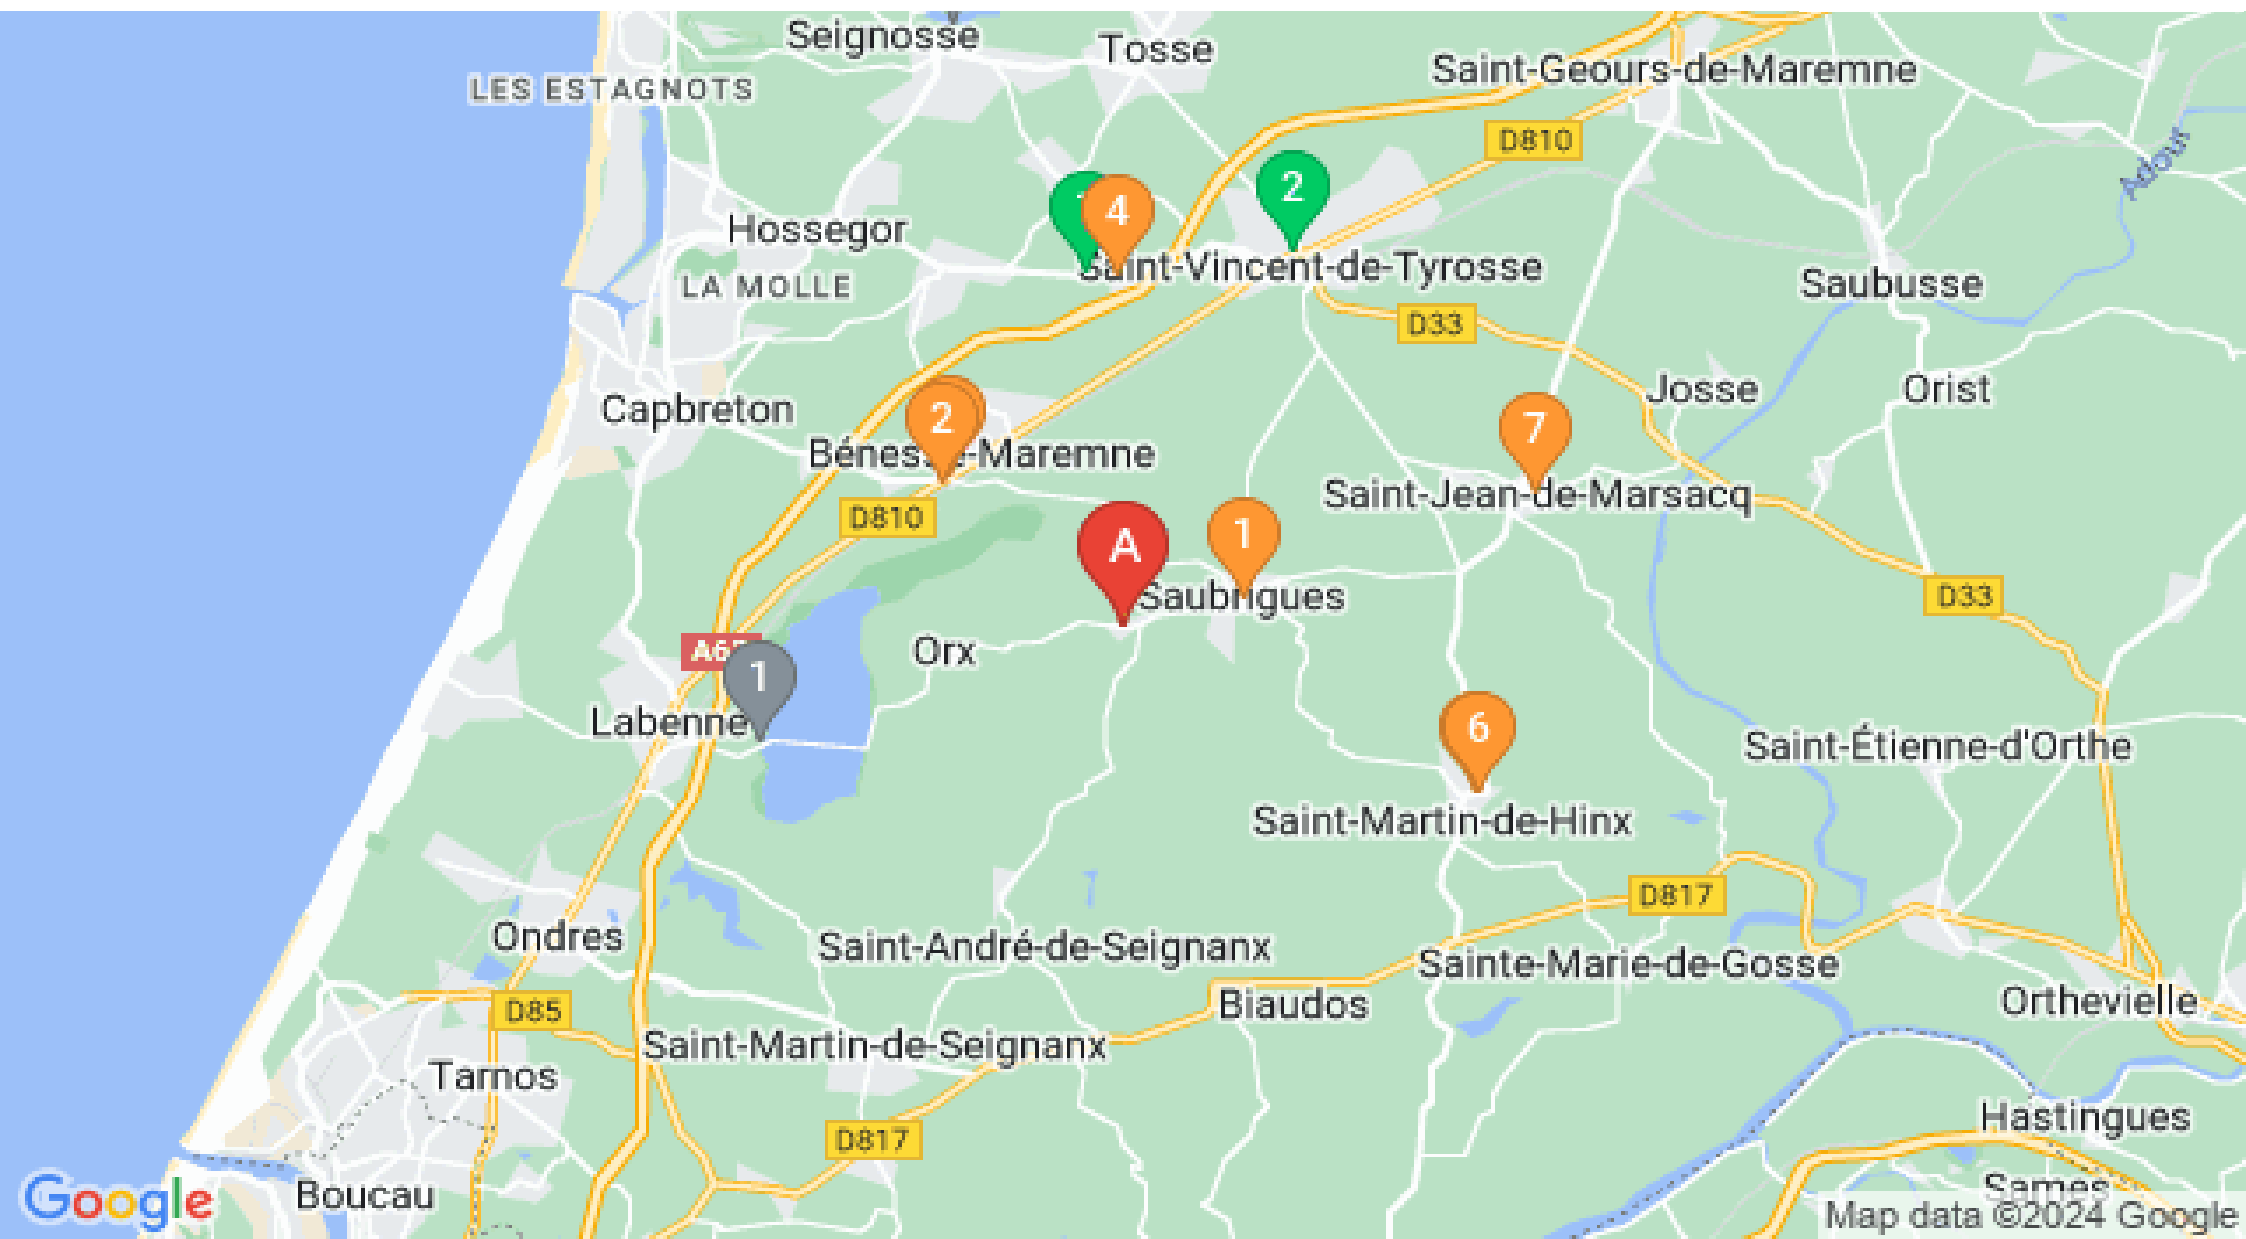 Seignosse
Tosse
LES ESTAGNOTS
Saint-Geours-de-Maremne
D810
Adour
2
4
Hossegor
Saint-Vincent-de-Tyrosse
LA MOLLE
Saubusse
D33
Josse
Orist
Capbreton
2
7
Bénesse-Maremne
Saint-Jean-de-Marsacq
D810
A
1
Saubrigues
D33
Orx
1
Labenne
6
Saint-Étienne-d'Orthe
Saint-Martin-de-Hinx
D817
Ondres
Saint-André-de-Seignanx
Sainte-Marie-de-Gosse
D85
Biaudos
Orthevielle
Saint-Martin-de-Seignanx
Tarnos
Hastingues
D817
Sames
Boucau
Google
Map data ©2024 Google